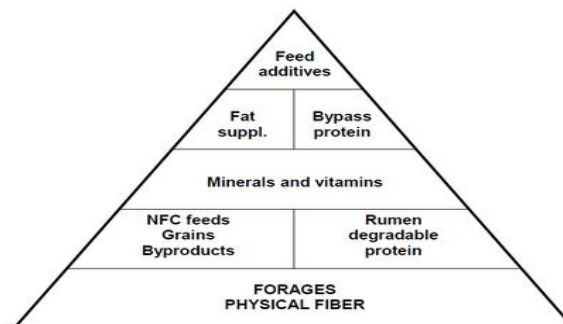 Feed
additives
Fat
suppl.
Bypass
protein
Minerals and vitamins
NFC feeds
Grains
Byproducts
Rumen
degradable
protein
FORAGES
PHYSICAL FIBER